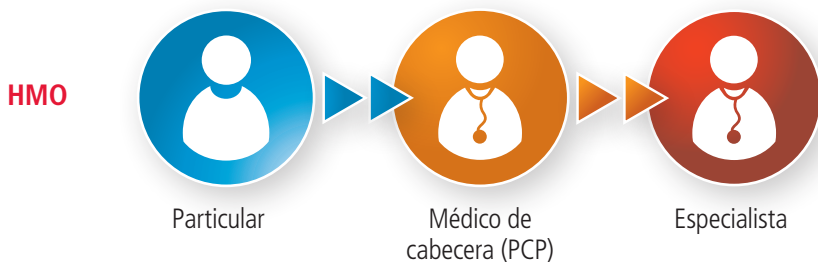 HMO
Particular
Médico de
cabecera (PCP)
Especialista